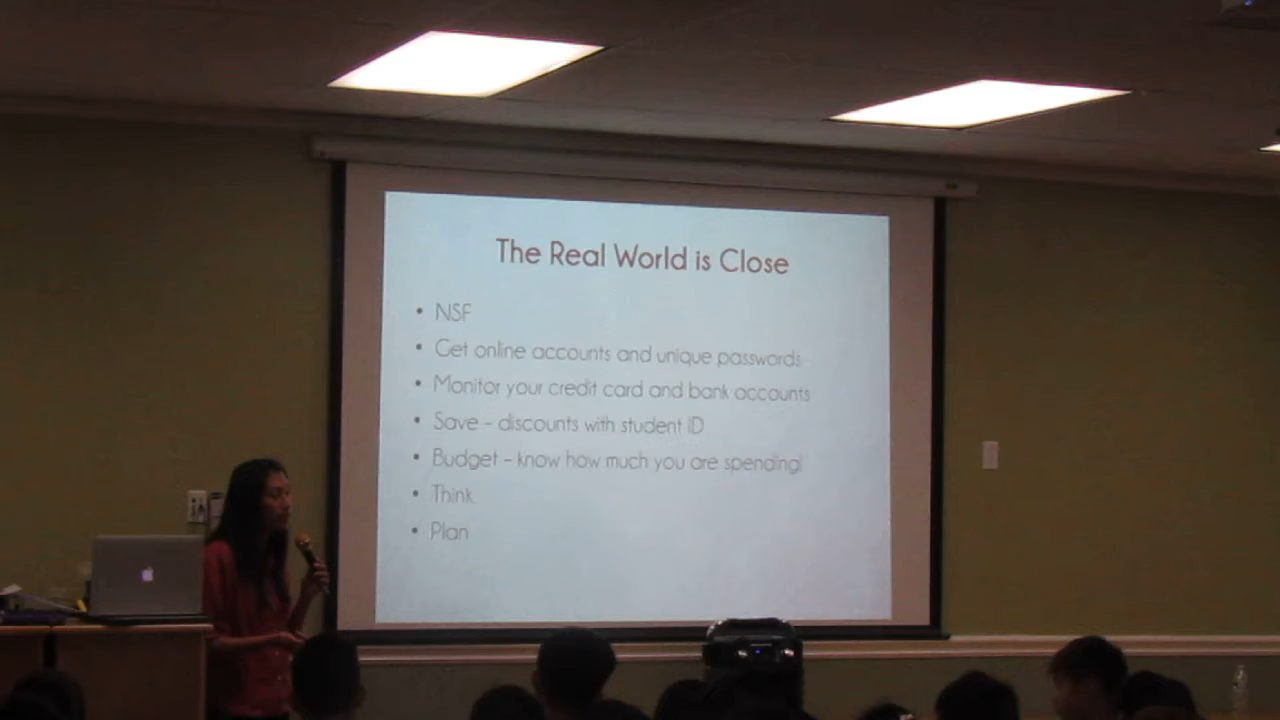 The Real World is Close
• NSF
• Get online accounts and unique passwords
• Monitor your credit card and bank accounts
• Save – discounts with student ID
• Budget – know how much you are spending!
• Think
• Plan